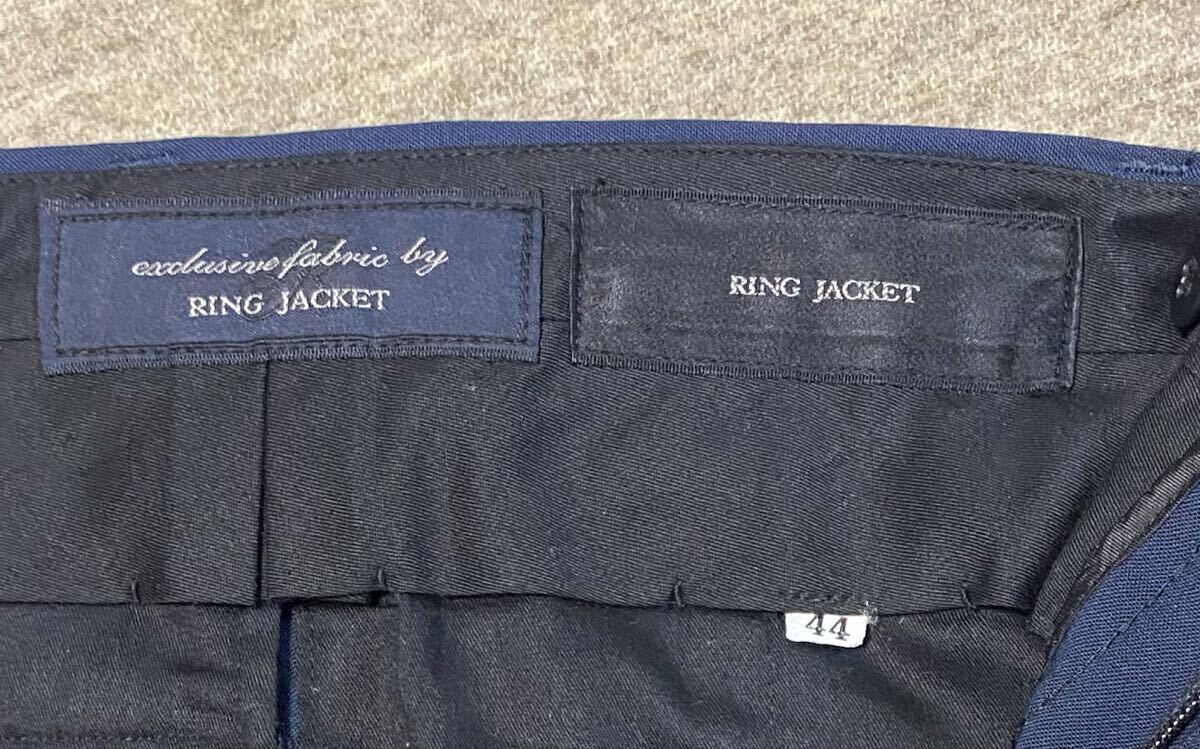 exclusive fabric by
RING JACKET
RING JACKET
44